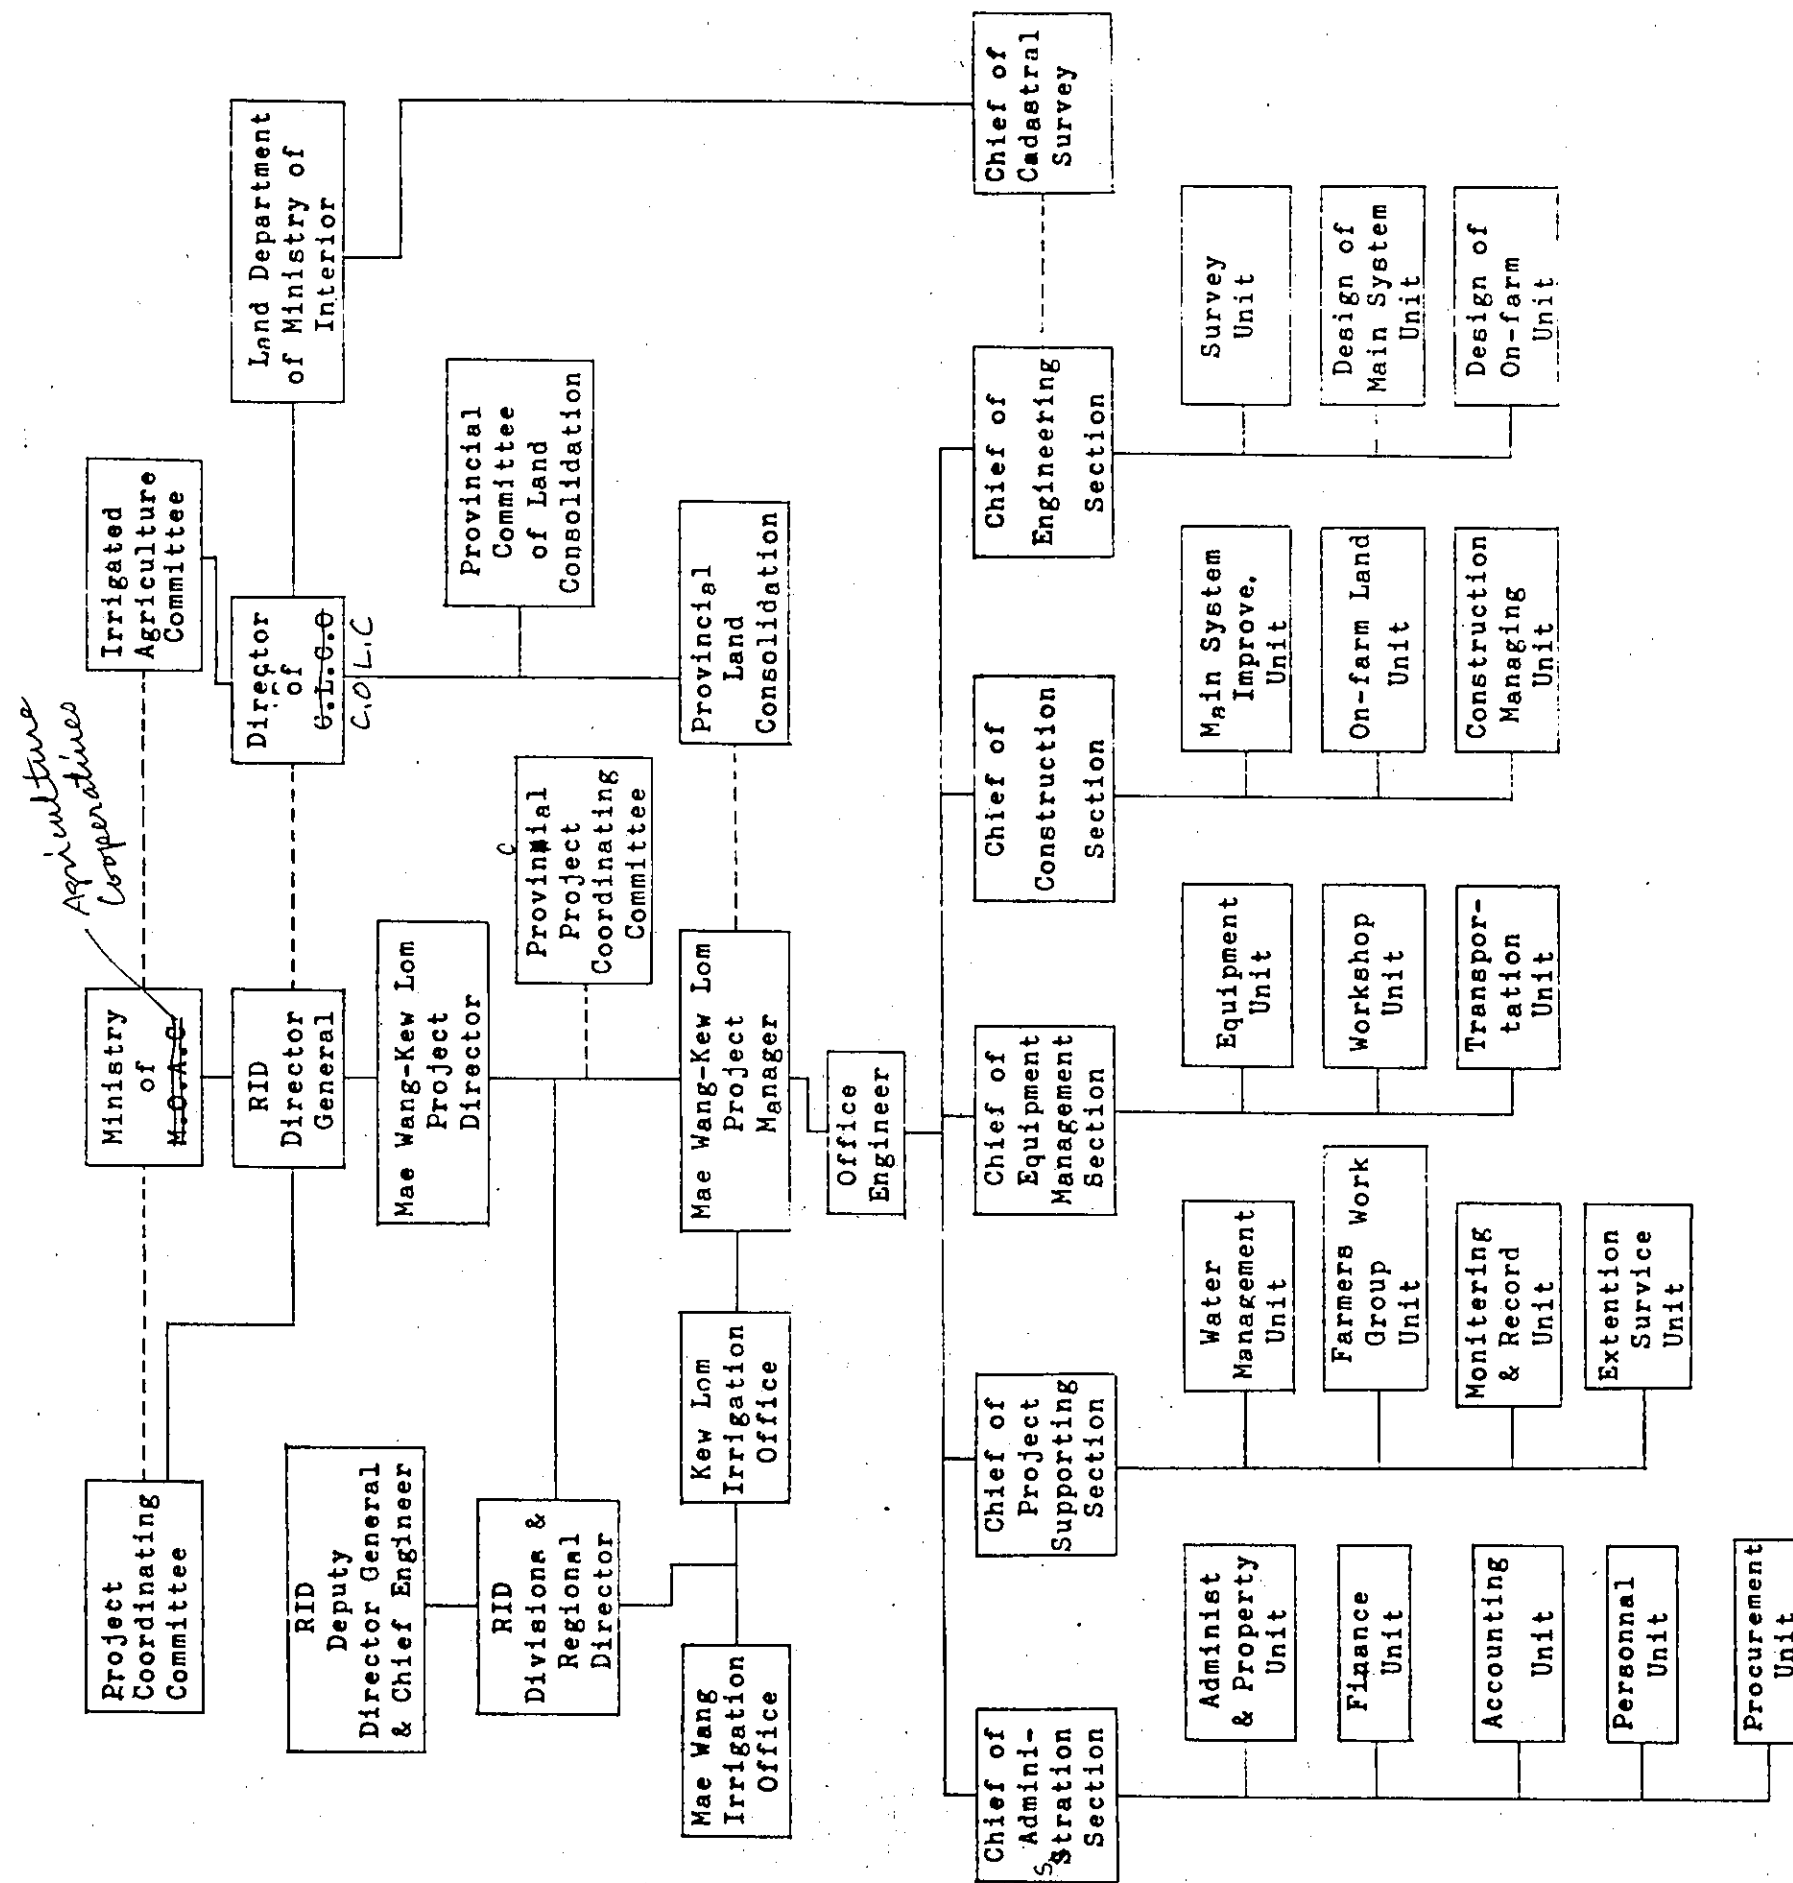 Agriculture
Cooperatives
Project
Coordinating
Committee
Ministry
of
M.O.A.C
Irrigated
Agriculture
Committee
RID
Director
General
Director
of
C.L.C.O
C.O.L.C
Land Department
of Ministry of
Interior
RID
Deputy
Director General
& Chief Engineer
Mae Wang-Kew Lom
Project
Director
Provincial
Committee
of Land
Consolidation
RID
Divisions &
Regional
Director
Provincial
Project
Coordinating
Committee
Mae Wang
Irrigation
Office
Kew Lom
Irrigation
Office
Mae Wang-Kew Lom
Project
Manager
Provincial
Land
Consolidation
Office
Engineer
Chief of
Admini-
Stration
Section
Chief of
Project
Supporting
Section
Chief of
Equipment
Management
Section
Chief of
Construction
Section
Chief of
Engineering
Section
Chief of
Cadastral
Survey
Administ
& Property
Unit
Finance
Unit
Accounting
Unit
Personnal
Unit
Procurement
Unit
Water
Management
Unit
Farmers Work
Group
Unit
Monitering
& Record
Unit
Extention
Survice
Unit
Equipment
Unit
Workshop
Unit
Transpor-
tation
Unit
Main System
Improve.
Unit
On-farm Land
Unit
Construction
Managing
Unit
Survey
Unit
Design of
Main System
Unit
Design of
On-farm
Unit